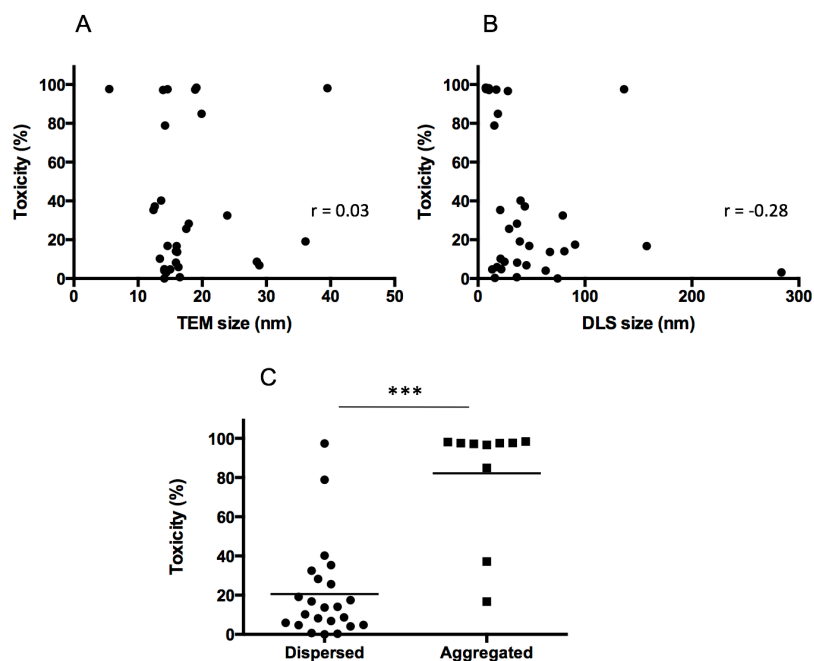 A
Toxicity (%)
100
80
60
40
20
0
r = 0.03
0 10 20 30 40 50
TEM size (nm)
B
Toxicity (%)
100
80
60
40
20
0
r = -0.28
0 100 200 300
DLS size (nm)
C
***
Toxicity (%)
100
80
60
40
20
0
Dispersed Aggregated